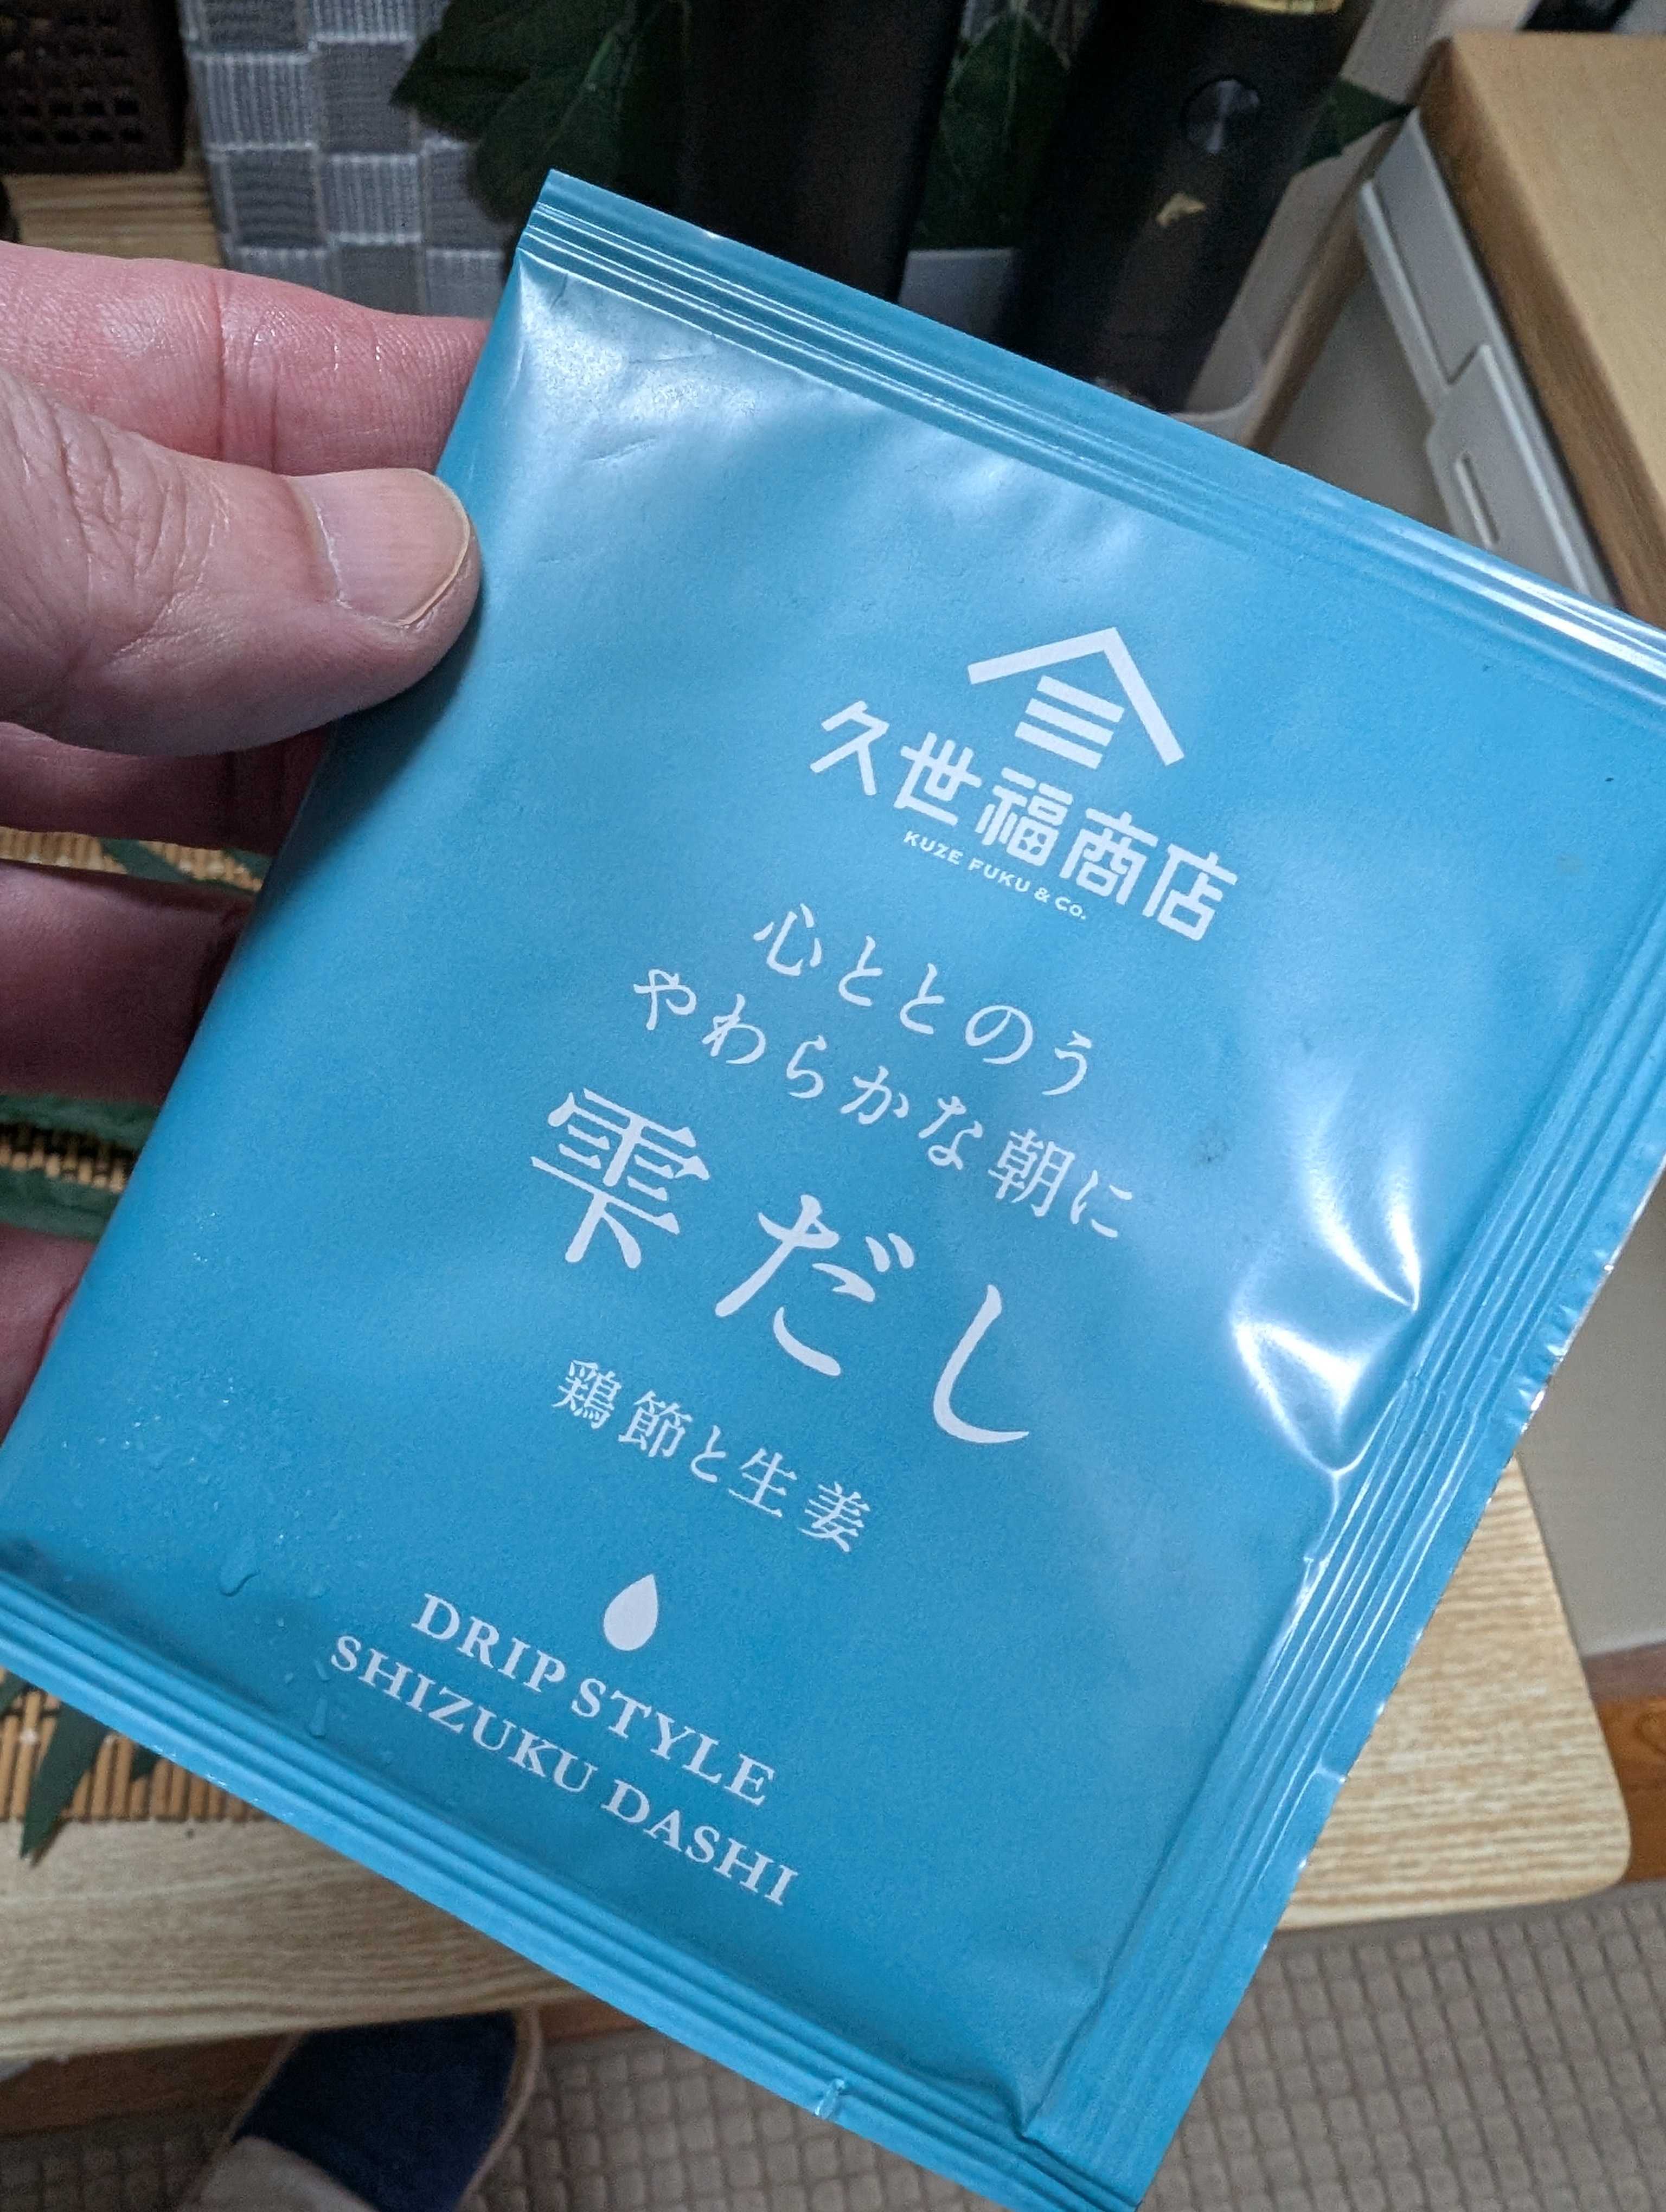 久世福商店
KUZE FUKU & Co.
心ととのう
やわらかな朝に
雫だし
鶏節と生姜
DRIP STYLE
SHIZUKU DASHI